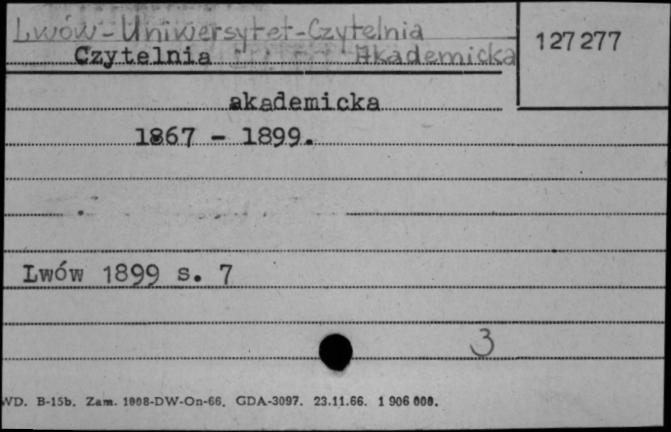 Lwów-Uniwersytet-Czytelnia
Akademicka
127277
Czytelnia
akademicka
1867 - 1899.
Lwów 1899 s. 7
3
WD. B-15b. Zam. 1008-DW-On-66. GDA-3097. 23.11.66. 1 906 000.